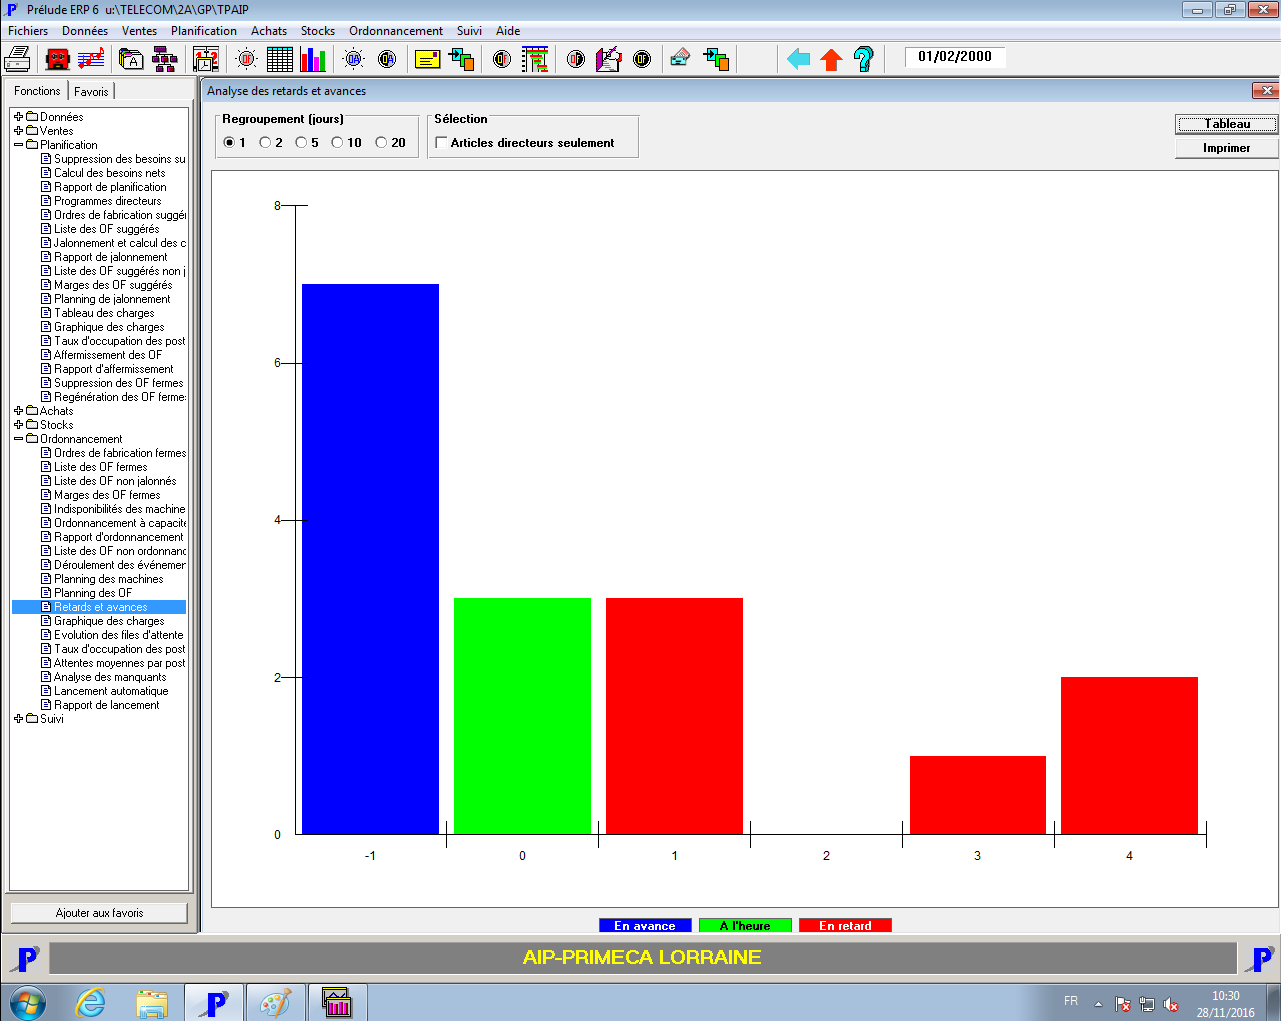 Prélude ERP 6 u:\TELECOM\2A\GP\TPAIP
Fichiers Données Ventes Planification Achats Stocks Ordonnancement Suivi Aide
01/02/2000
Fonctions Favoris
Données
Ventes
Planification
Suppression des besoins su
Calcul des besoins nets
Rapport de planification
Programmes directeurs
Ordres de fabrication suggér
Liste des OF suggérés
Jalonnement et calcul des c
Rapport de jalonnement
Liste des OF suggérés non j
Marges des OF suggérés
Planning de jalonnement
Tableau des charges
Graphique des charges
Taux d'occupation des post
Affermissement des OF
Rapport d'affermissement
Suppression des OF fermes
Regénération des OF fermes
Achats
Stocks
Ordonnancement
Ordres de fabrication fermes
Liste des OF fermes
Liste des OF non jalonnés
Marges des OF fermes
Indisponibilités des machine
Ordonnancement à capacité
Rapport d'ordonnancement
Liste des OF non ordonnanc
Déroulement des événemen
Planning des machines
Planning des OF
Retards et avances
Graphique des charges
Evolution des files d'attente
Taux d'occupation des post
Attentes moyennes par post
Analyse des manquants
Lancement automatique
Rapport de lancement
Suivi
Ajouter aux favoris
Analyse des retards et avances
Regroupement (jours)
1 2 5 10 20
Sélection
Articles directeurs seulement
Tableau
Imprimer
8
6
4
2
0
-1 0 1 2 3 4
En avance A l'heure En retard
AIP-PRIMECA LORRAINE
FR
10:30
28/11/2016